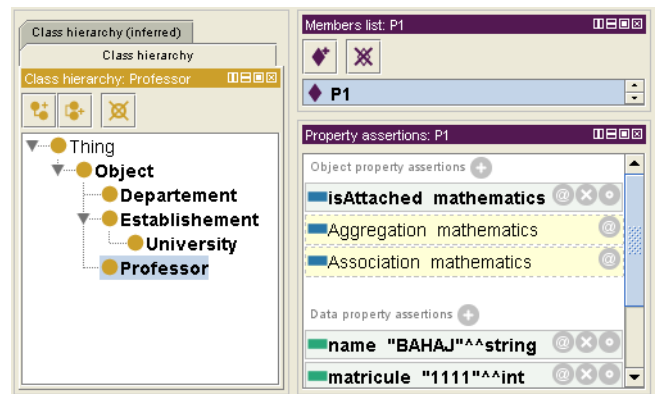 Class hierarchy (inferred)
Class hierarchy
Class hierarchy: Professor
Thing
Object
Departement
Establishement
University
Professor
Members list: P1
P1
Property assertions: P1
Object property assertions
isAttached mathematics
Aggregation mathematics
Association mathematics
Data property assertions
name "BAHAJ"^^string
matricule "1111"^^int